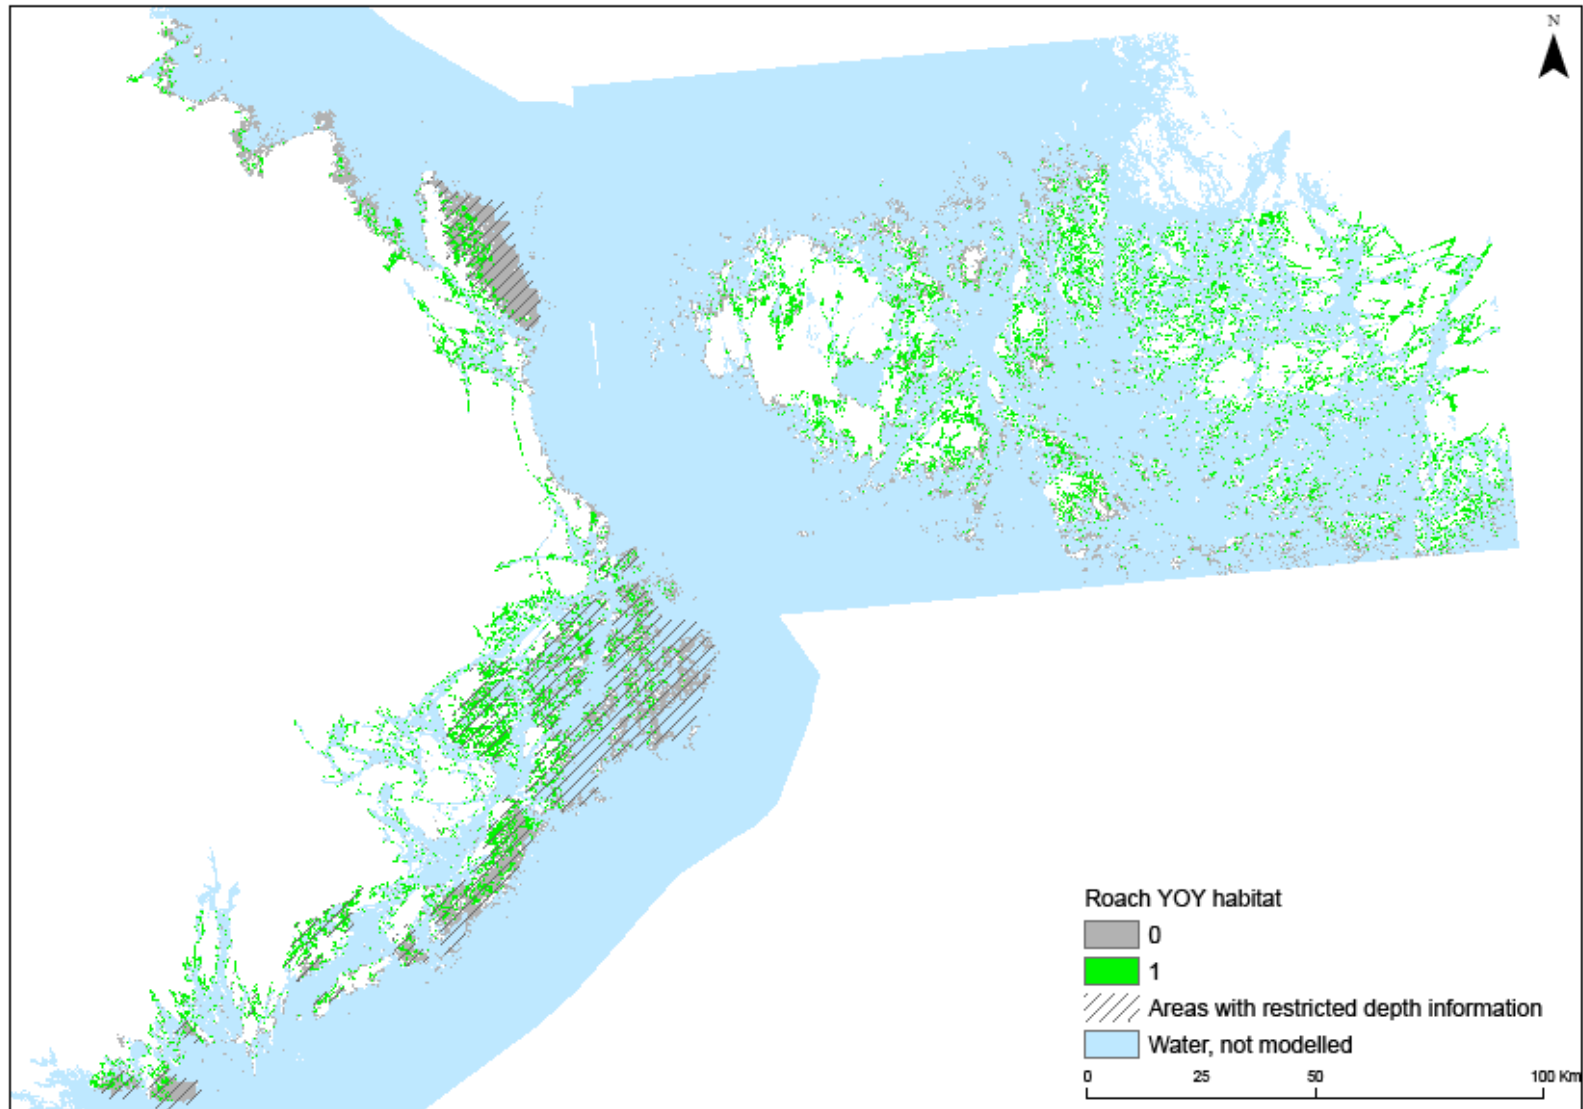 N
Roach YOY habitat
0
1
Areas with restricted depth information
Water, not modelled
0 25 50 100 Km